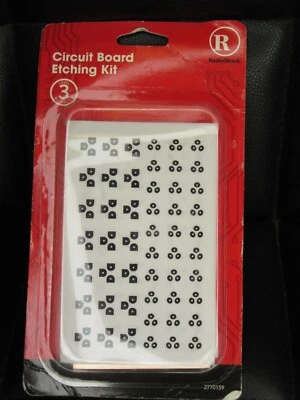 Circuit Board
Etching Kit
3
R
RadioShack
2770159